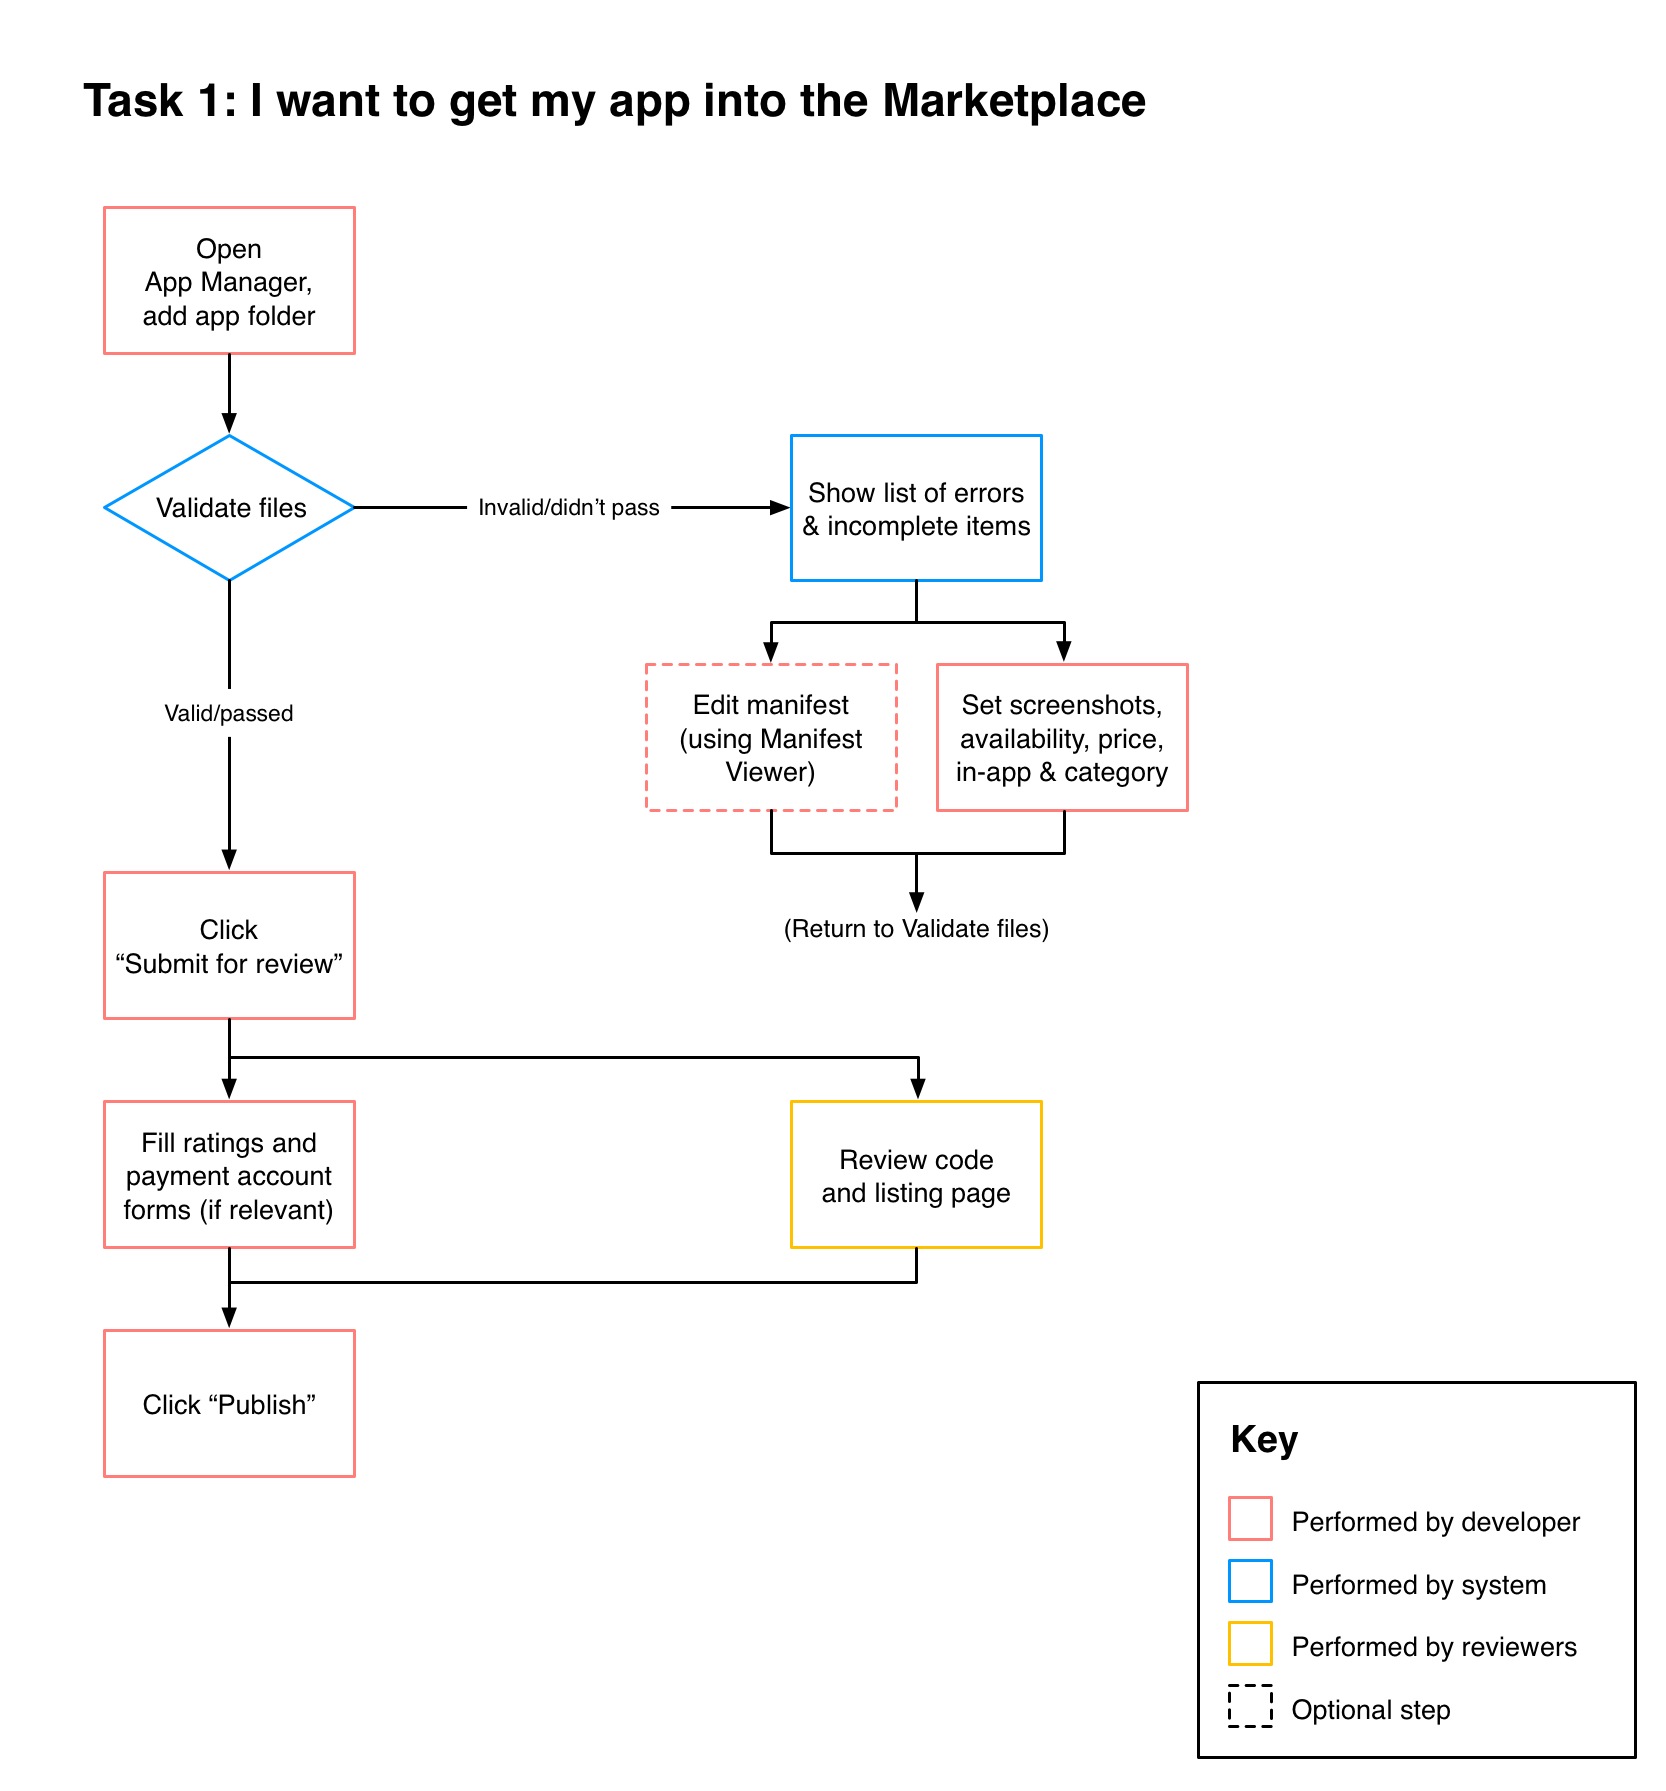 Task 1: I want to get my app into the Marketplace
Open
App Manager,
add app folder
Validate files
Invalid/didn’t pass
Show list of errors
& incomplete items
Valid/passed
Edit manifest
(using Manifest
Viewer)
Set screenshots,
availability, price,
in-app & category
(Return to Validate files)
Click
“Submit for review”
Fill ratings and
payment account
forms (if relevant)
Review code
and listing page
Click “Publish”
Key
Performed by developer
Performed by system
Performed by reviewers
Optional step